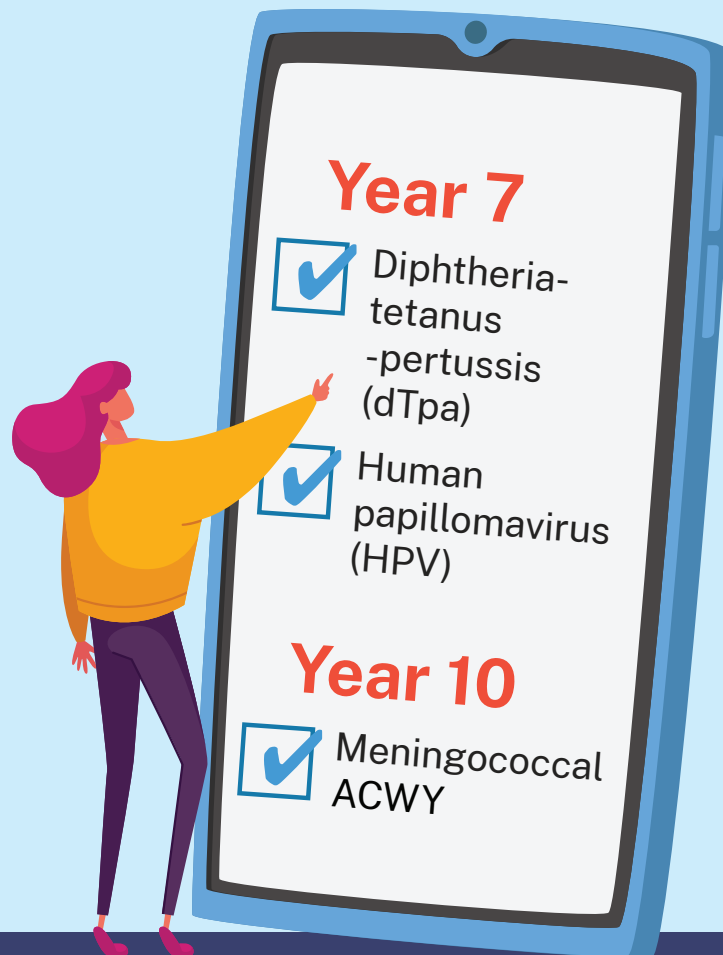 Year 7
Diphtheria-
tetanus
-pertussis
(dTpa)
Human
papillomavirus
(HPV)
Year 10
Meningococcal
ACWY